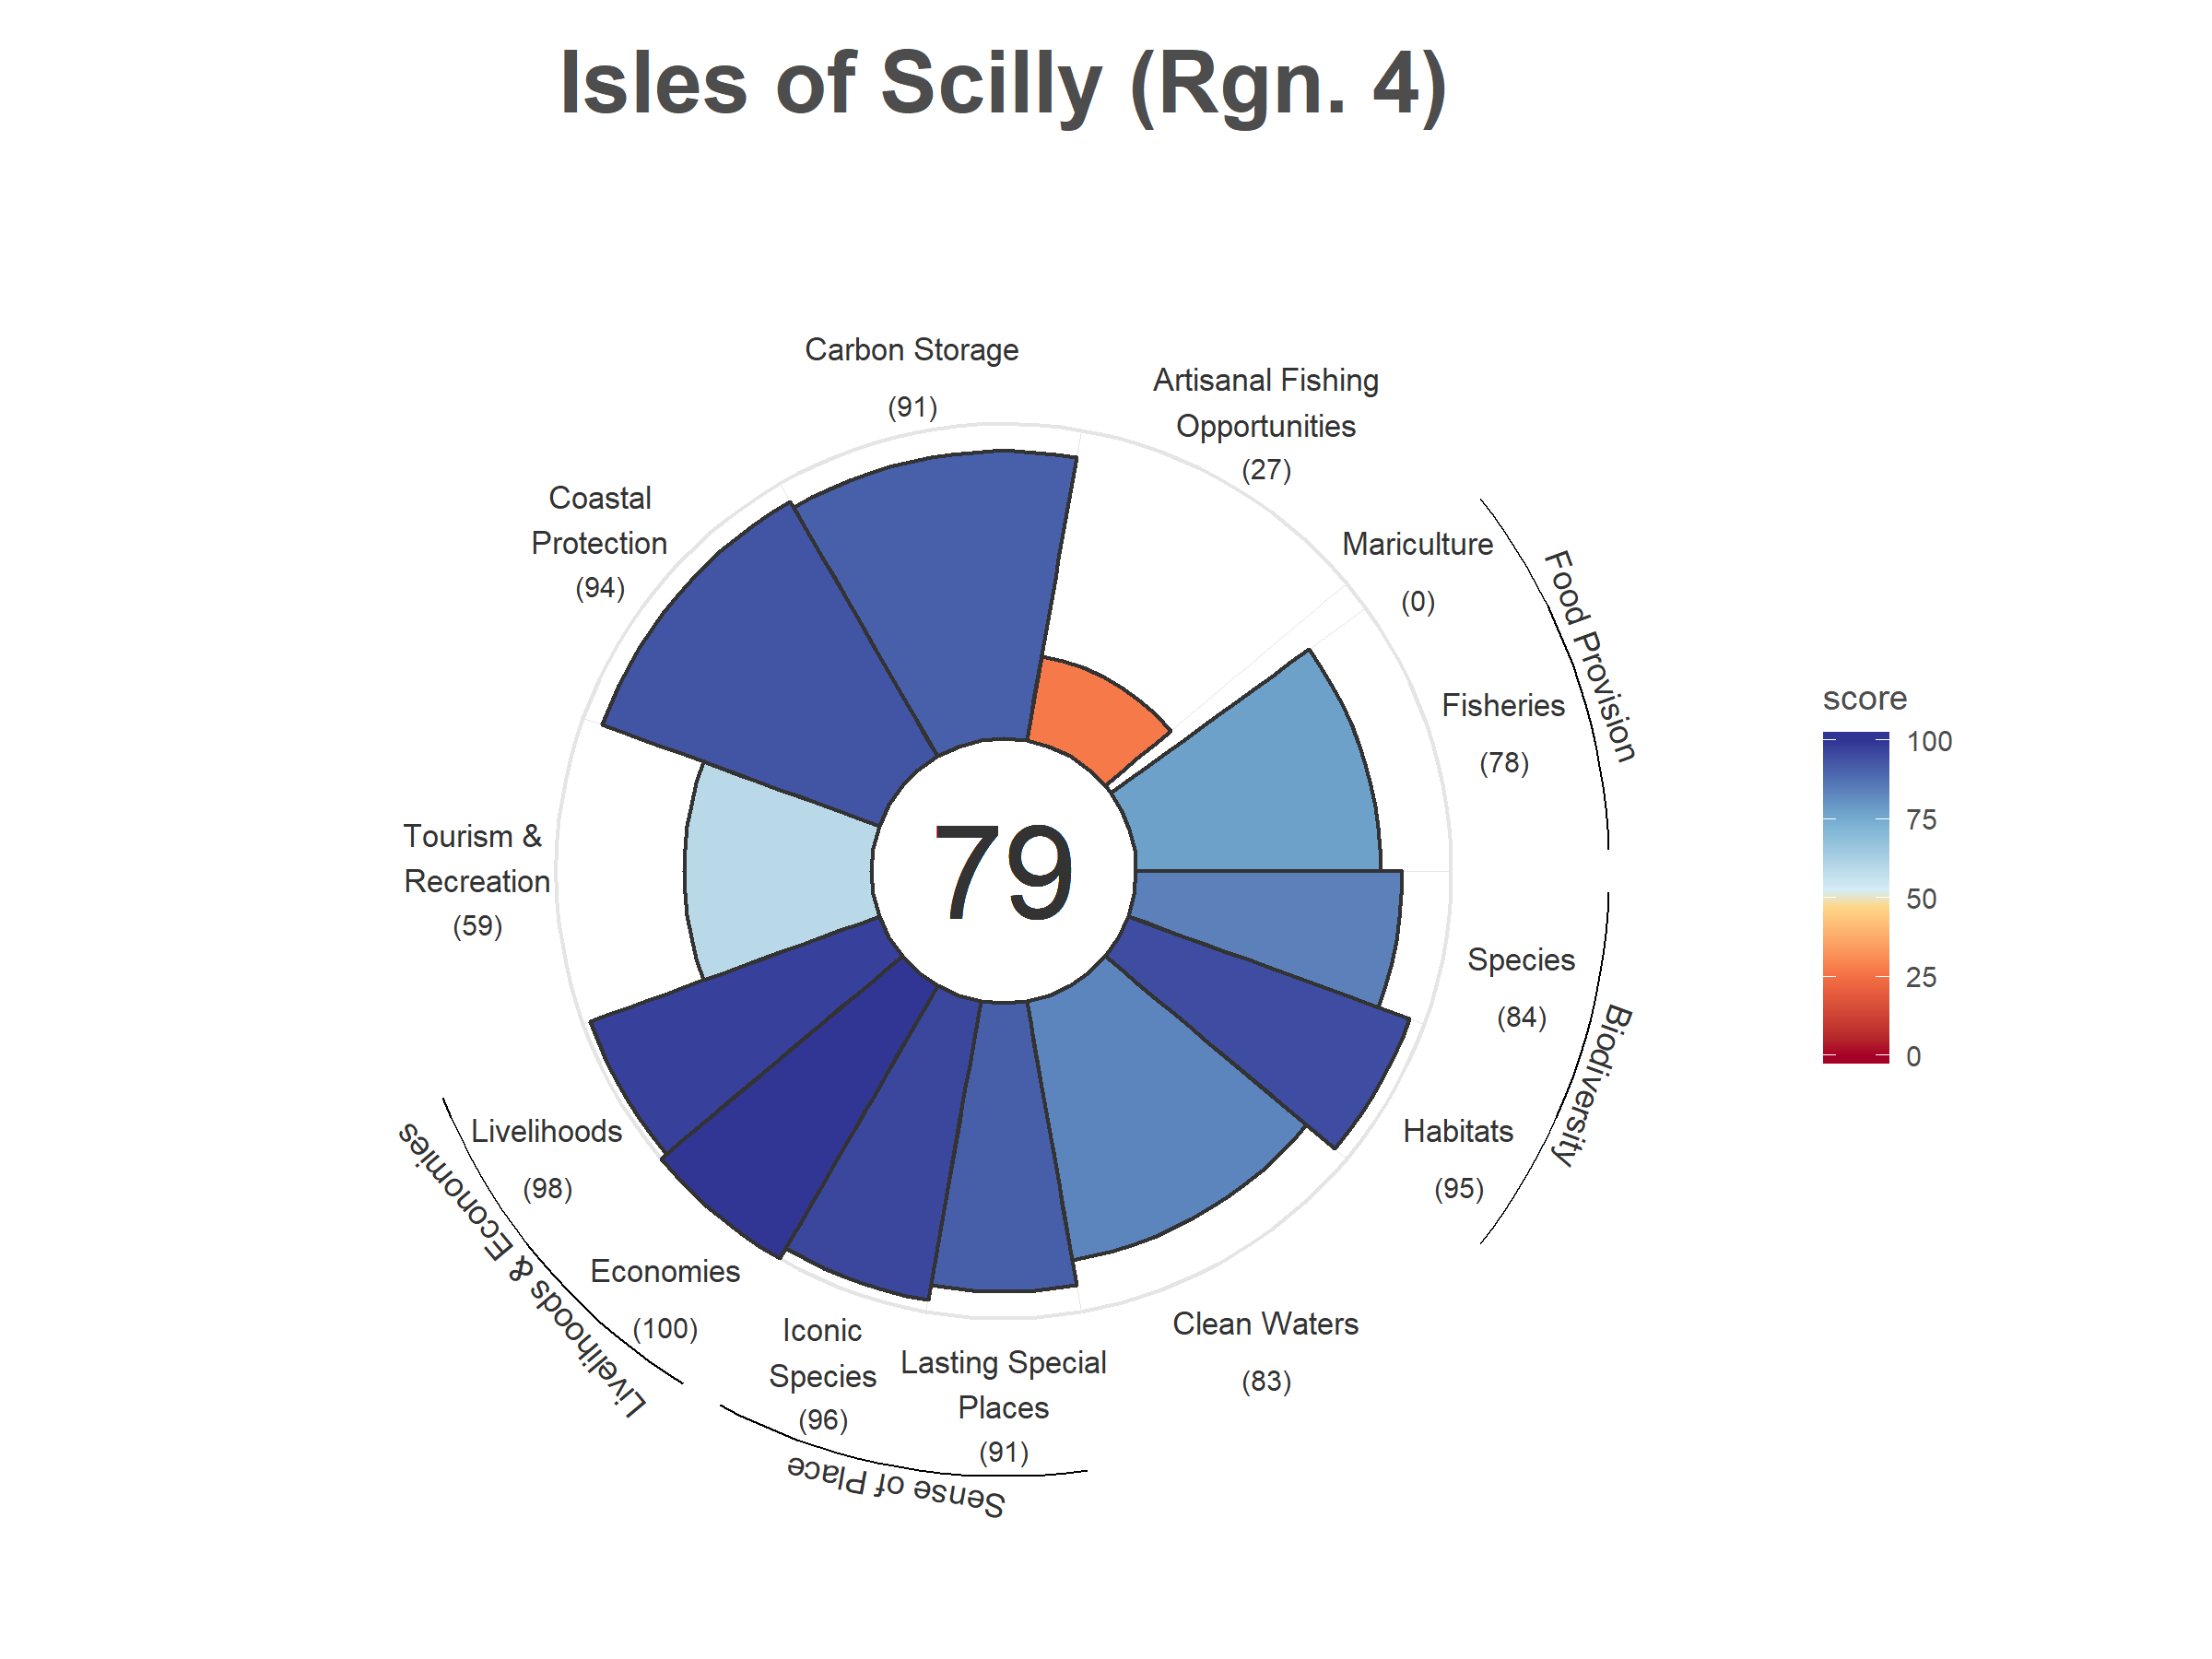 Isles of Scilly (Rgn. 4)
Carbon Storage
(91)
Artisanal Fishing
Opportunities
(27)
Mariculture
(0)
Food Provision
Fisheries
(78)
Species
(84)
Biodiversity
Habitats
(95)
Clean Waters
(83)
Lasting Special
Places
(91)
Iconic
Species
(96)
Sense of Place
Economies
(100)
Livelihoods
(98)
Livelihoods & Economies
Tourism &
Recreation
(59)
Coastal
Protection
(94)
79
score
100
75
50
25
0